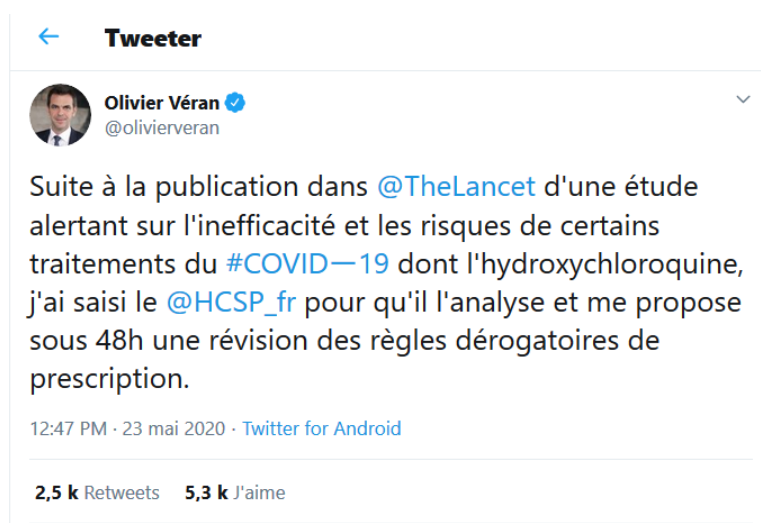 Tweeter
Olivier Véran
@olivierveran
Suite à la publication dans @TheLancet d'une étude
alertant sur l'inefficacité et les risques de certains
traitements du #COVID—19 dont l'hydroxychloroquine,
j'ai saisi le @HCSP_fr pour qu'il l'analyse et me propose
sous 48h une révision des règles dérogatoires de
prescription.
12:47 PM · 23 mai 2020 · Twitter for Android
2,5 k Retweets 5,3 k J'aime